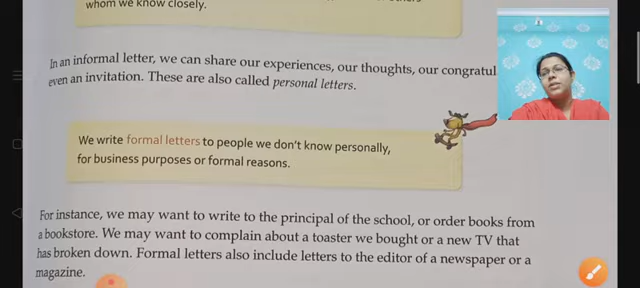 whom we know closely.
In an informal letter, we can share our experiences, our thoughts, our congratul
even an invitation. These are also called personal letters.
We write formal letters to people we don't know personally,
for business purposes or formal reasons.
For instance, we may want to write to the principal of the school, or order books from
a bookstore. We may want to complain about a toaster we bought or a new TV that
has broken down. Formal letters also include letters to the editor of a newspaper or a
magazine.